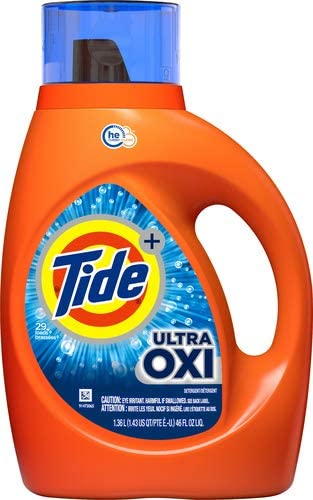 he
Tide
+
29
loads
brassées
ULTRA
OXI
DETERGENT/DÉTERGENT
CAUTION: EYE IRRITANT. HARMFUL IF SWALLOWED. SEE BACK LABEL.
ATTENTION : IRRITE LES YEUX. NOCIF SI INGÉRÉ. LIRE L'ÉTIQUETTE AU DOS.
1.36 L (1.43 US QT/PTE É.-U.) 46 FL OZ LIQ.